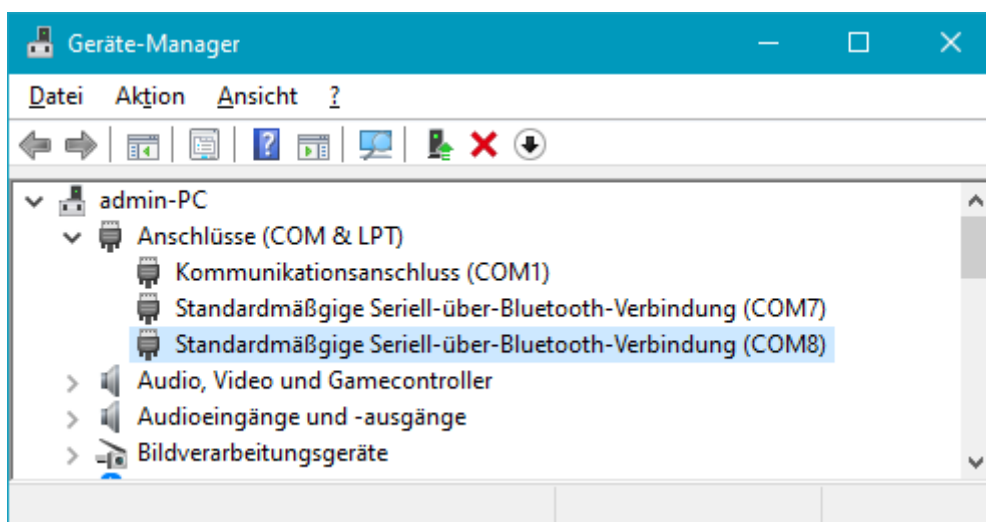 Geräte-Manager
Datei Aktion Ansicht ?
admin-PC
Anschlüsse (COM & LPT)
Kommunikationsanschluss (COM1)
Standardmäßgige Seriell-über-Bluetooth-Verbindung (COM7)
Standardmäßgige Seriell-über-Bluetooth-Verbindung (COM8)
Audio, Video und Gamecontroller
Audioeingänge und -ausgänge
Bildverarbeitungsgeräte